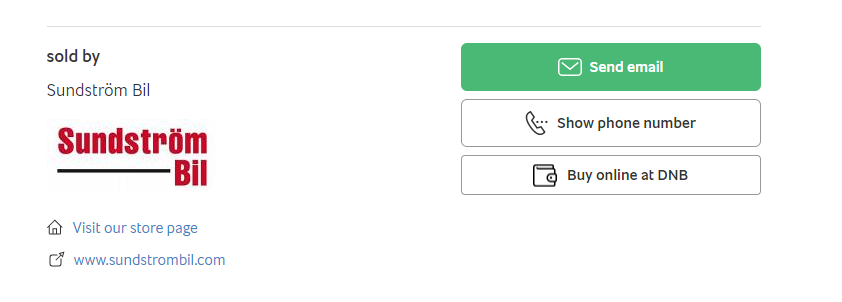 sold by
Sundström Bil
Sundström
Bil
Visit our store page
www.sundstrombil.com
Send email
Show phone number
Buy online at DNB